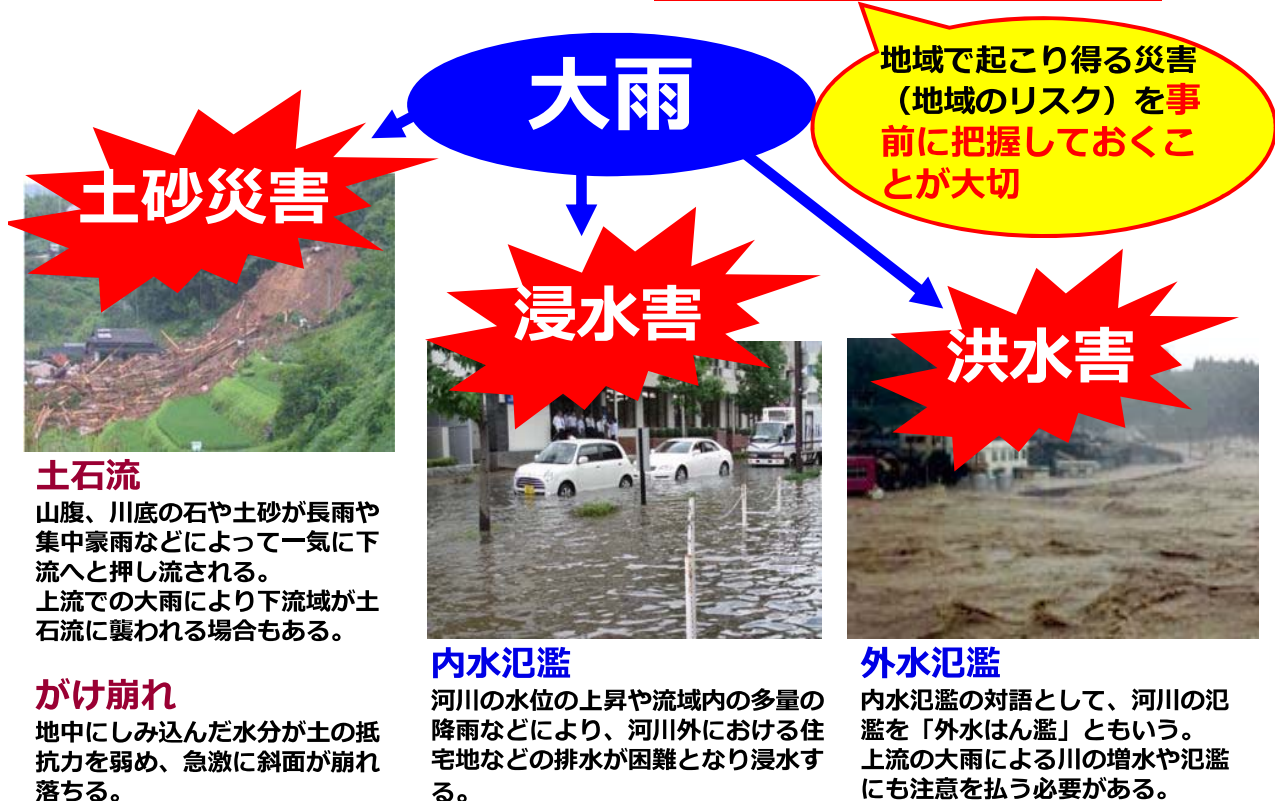 大雨
地域で起こり得る災害
（地域のリスク）を事
前に把握しておくこ
とが大切
土砂災害
浸水害
洪水害
土石流
山腹、川底の石や土砂が長雨や
集中豪雨などによって一気に下
流へと押し流される。
上流での大雨により下流域が土
石流に襲われる場合もある。
がけ崩れ
地中にしみ込んだ水分が土の抵
抗力を弱め、急激に斜面が崩れ
落ちる。
内水氾濫
河川の水位の上昇や流域内の多量の
降雨などにより、河川外における住
宅地などの排水が困難となり浸水す
る。
外水氾濫
内水氾濫の対語として、河川の氾
濫を「外水はん濫」ともいう。
上流の大雨による川の増水や氾濫
にも注意を払う必要がある。